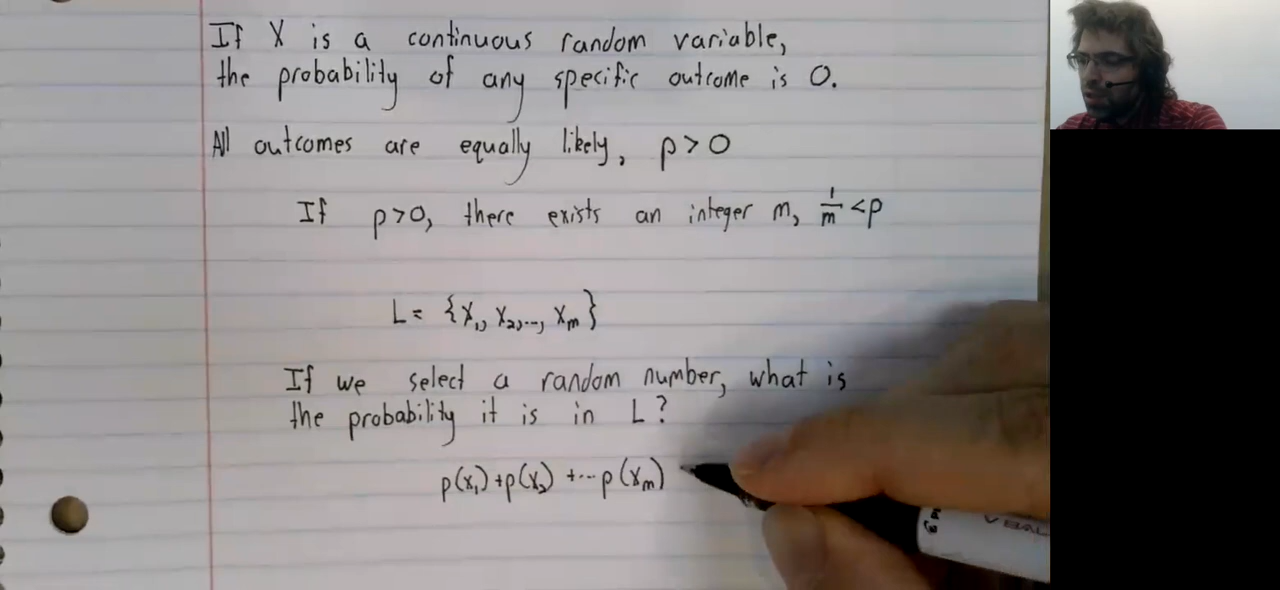 If X is a continuous random variable,
the probability of any specific outcome is 0.
All outcomes are equally likely, p > 0
If p>0, there exists an integer m, 1/m < p
L = {x₁, x₂,..., xₘ}
If we select a random number, what is
the probability it is in L?
p(x₁)+p(x₂) +... p(xₘ)